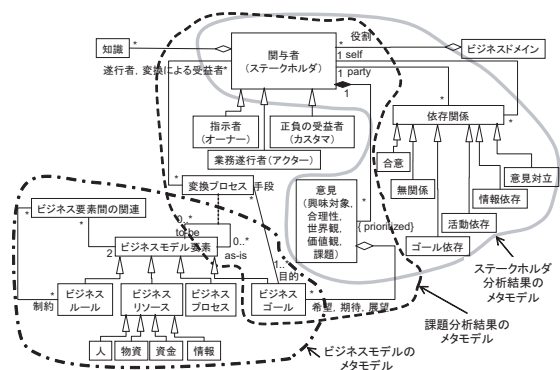 役割
知識
*
関与者
(ステークホルダ)
*
1 self
ビジネスドメイン
遂行者, 変換による受益者*
1 party
1
*
*
依存関係
指示者
(オーナー)
正負の受益者
(カスタマ)
業務遂行者(アクター)
合意
意見対立
無関係
情報依存
*
変換プロセス
手段
意見
(興味対象,
合理性,
世界観,
価値観,
課題)
*
{ prioritized}
活動依存
ゴール依存
ビジネス要素間の関連
*
*
0..*
to-be
ビジネスモデル要素
2
0..*
as-is
ステークホルダ
分析結果の
メタモデル
1..
目的*
制約
*
ビジネス
ルール
ビジネス
リソース
ビジネス
プロセス
ビジネス
ゴール
*
希望, 期待, 展望
課題分析結果の
メタモデル
人
物資
資金
情報
ビジネスモデルの
メタモデル